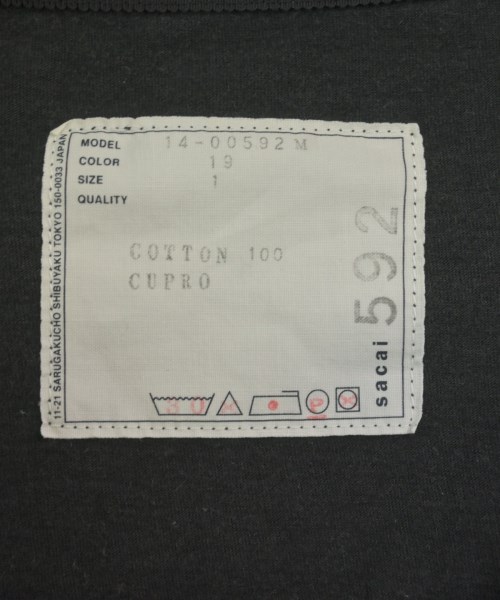 MODEL 14-00592 M
COLOR 19
SIZE 1
QUALITY
COTTON 100
CUPRO
30
P
sacai 592
11-21 SARUGAKUCHO SHIBUYAKU TOKYO 150-0033 JAPAN